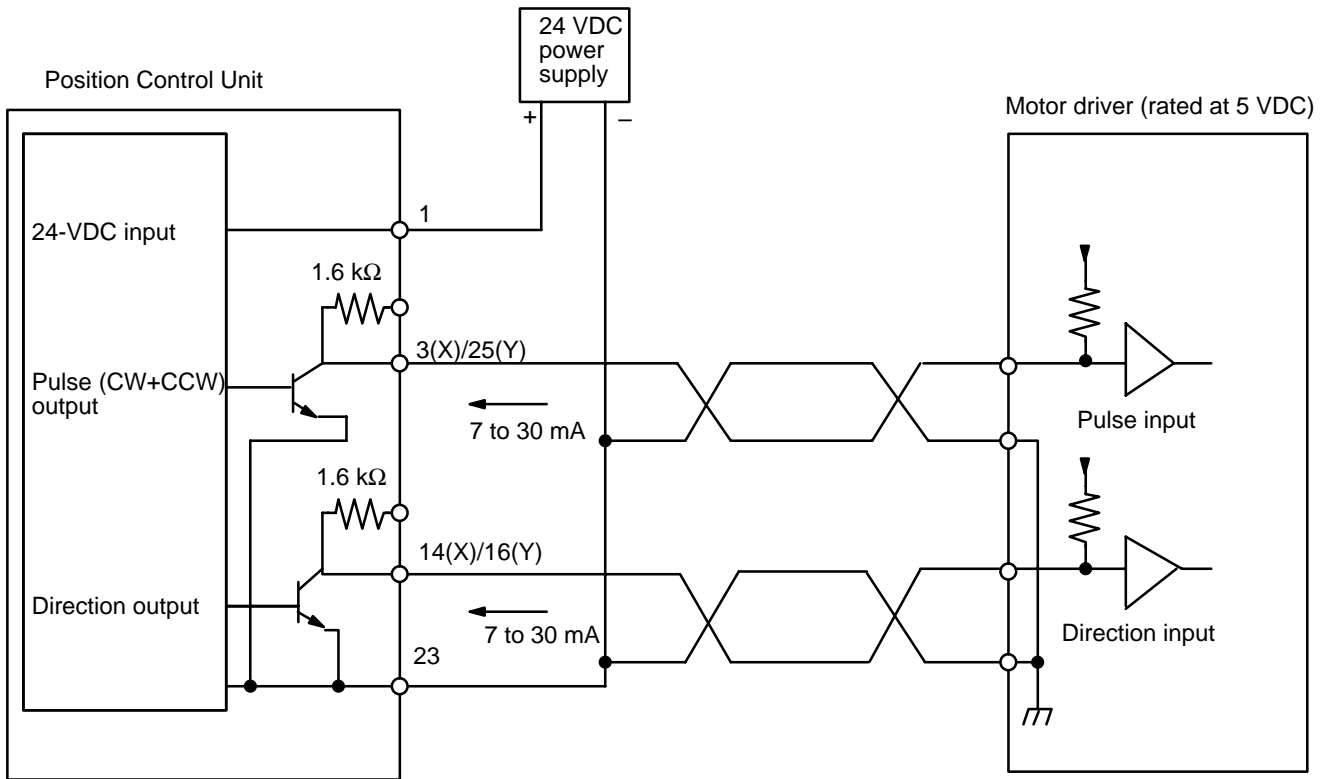 24 VDC
power
supply
Position Control Unit
+
–
Motor driver (rated at 5 VDC)
1
24-VDC input
1.6 kΩ
3(X)/25(Y)
Pulse (CW+CCW)
output
7 to 30 mA
Pulse input
1.6 kΩ
14(X)/16(Y)
Direction output
7 to 30 mA
Direction input
23